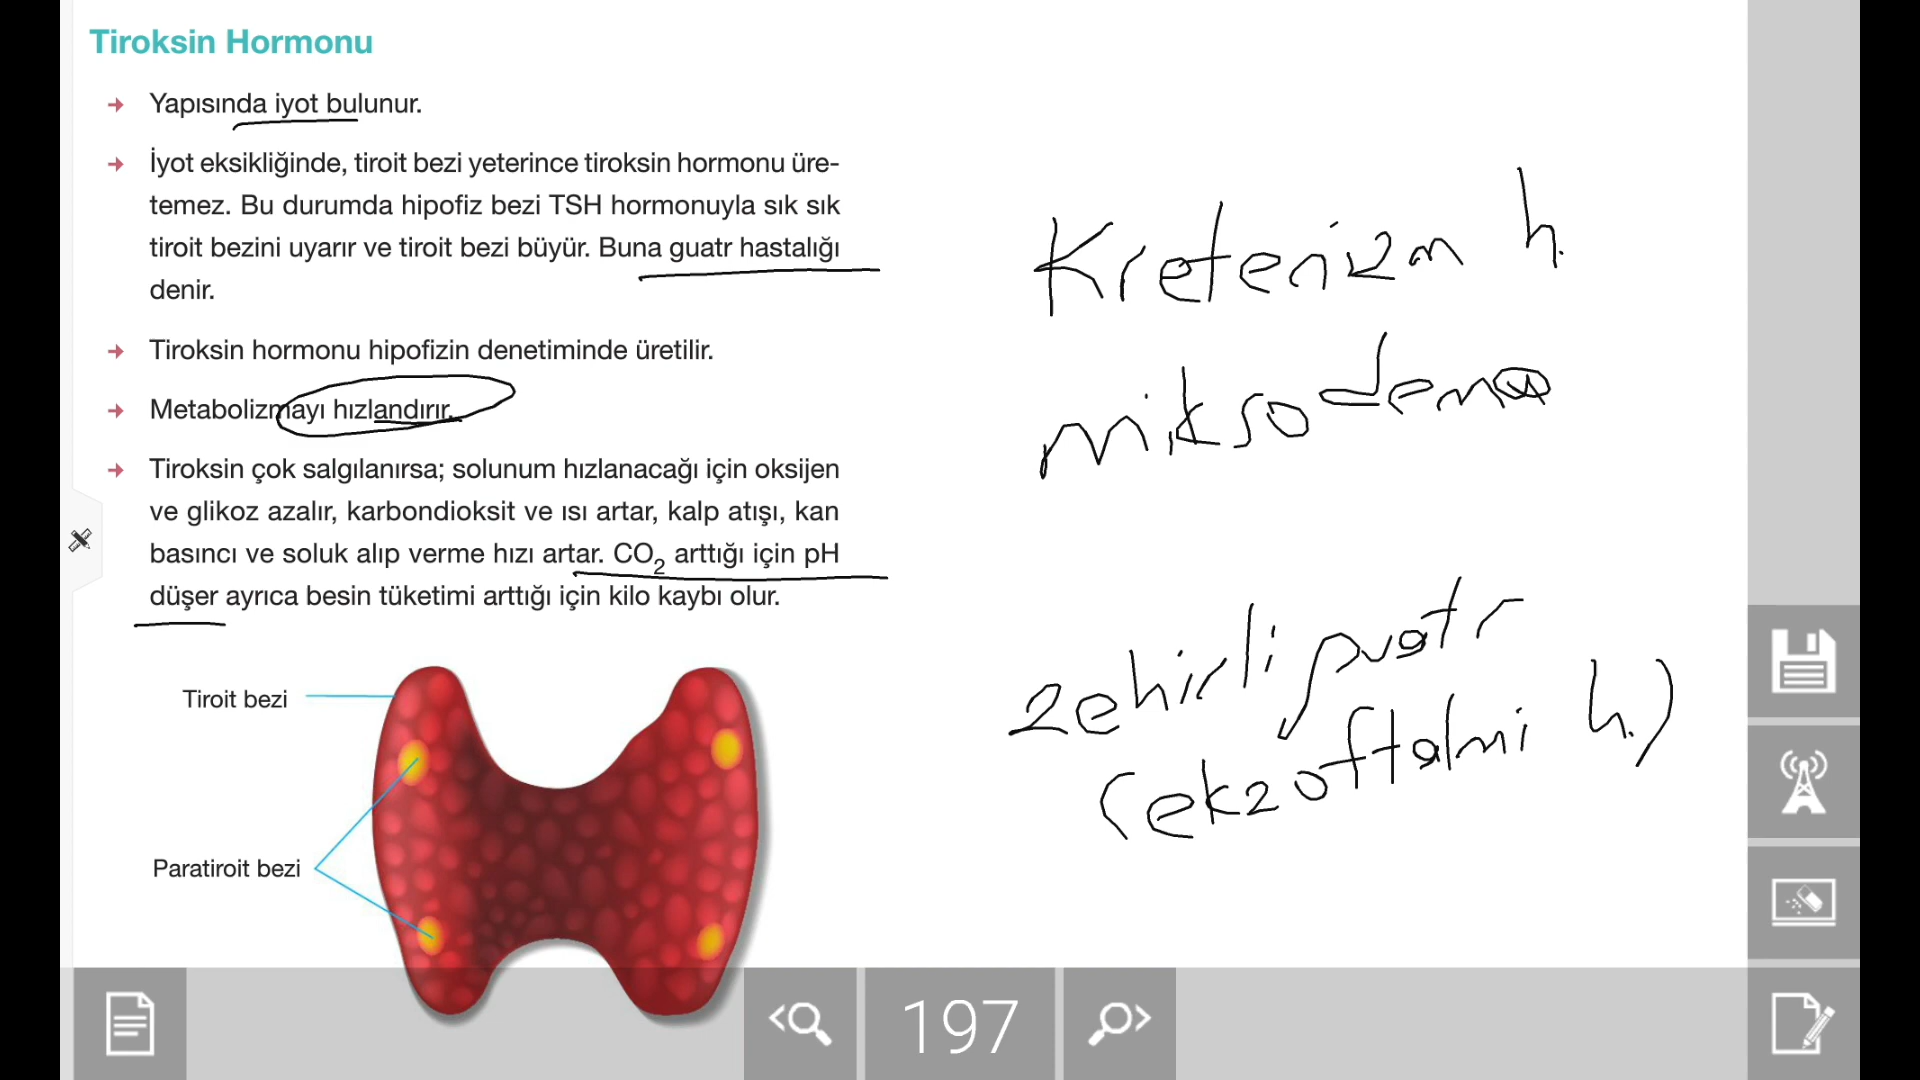 Tiroksin Hormonu
Yapısında iyot bulunur.
İyot eksikliğinde, tiroit bezi yeterince tiroksin hormonu üre-
temez. Bu durumda hipofiz bezi TSH hormonuyla sık sık
tiroit bezini uyarır ve tiroit bezi büyür. Buna guatr hastalığı
denir.
Tiroksin hormonu hipofizin denetiminde üretilir.
Metabolizmayı hızlandırır.
Tiroksin çok salgılanırsa; solunum hızlanacağı için oksijen
ve glikoz azalır, karbondioksit ve ısı artar, kalp atışı, kan
basıncı ve soluk alıp verme hızı artar. CO₂ arttığı için pH
düşer ayrıca besin tüketimi arttığı için kilo kaybı olur.
Tiroit bezi
Paratiroit bezi
Kretenizm h.
miksodema
zehirli guatr
(ekzoftalmi h.)
197